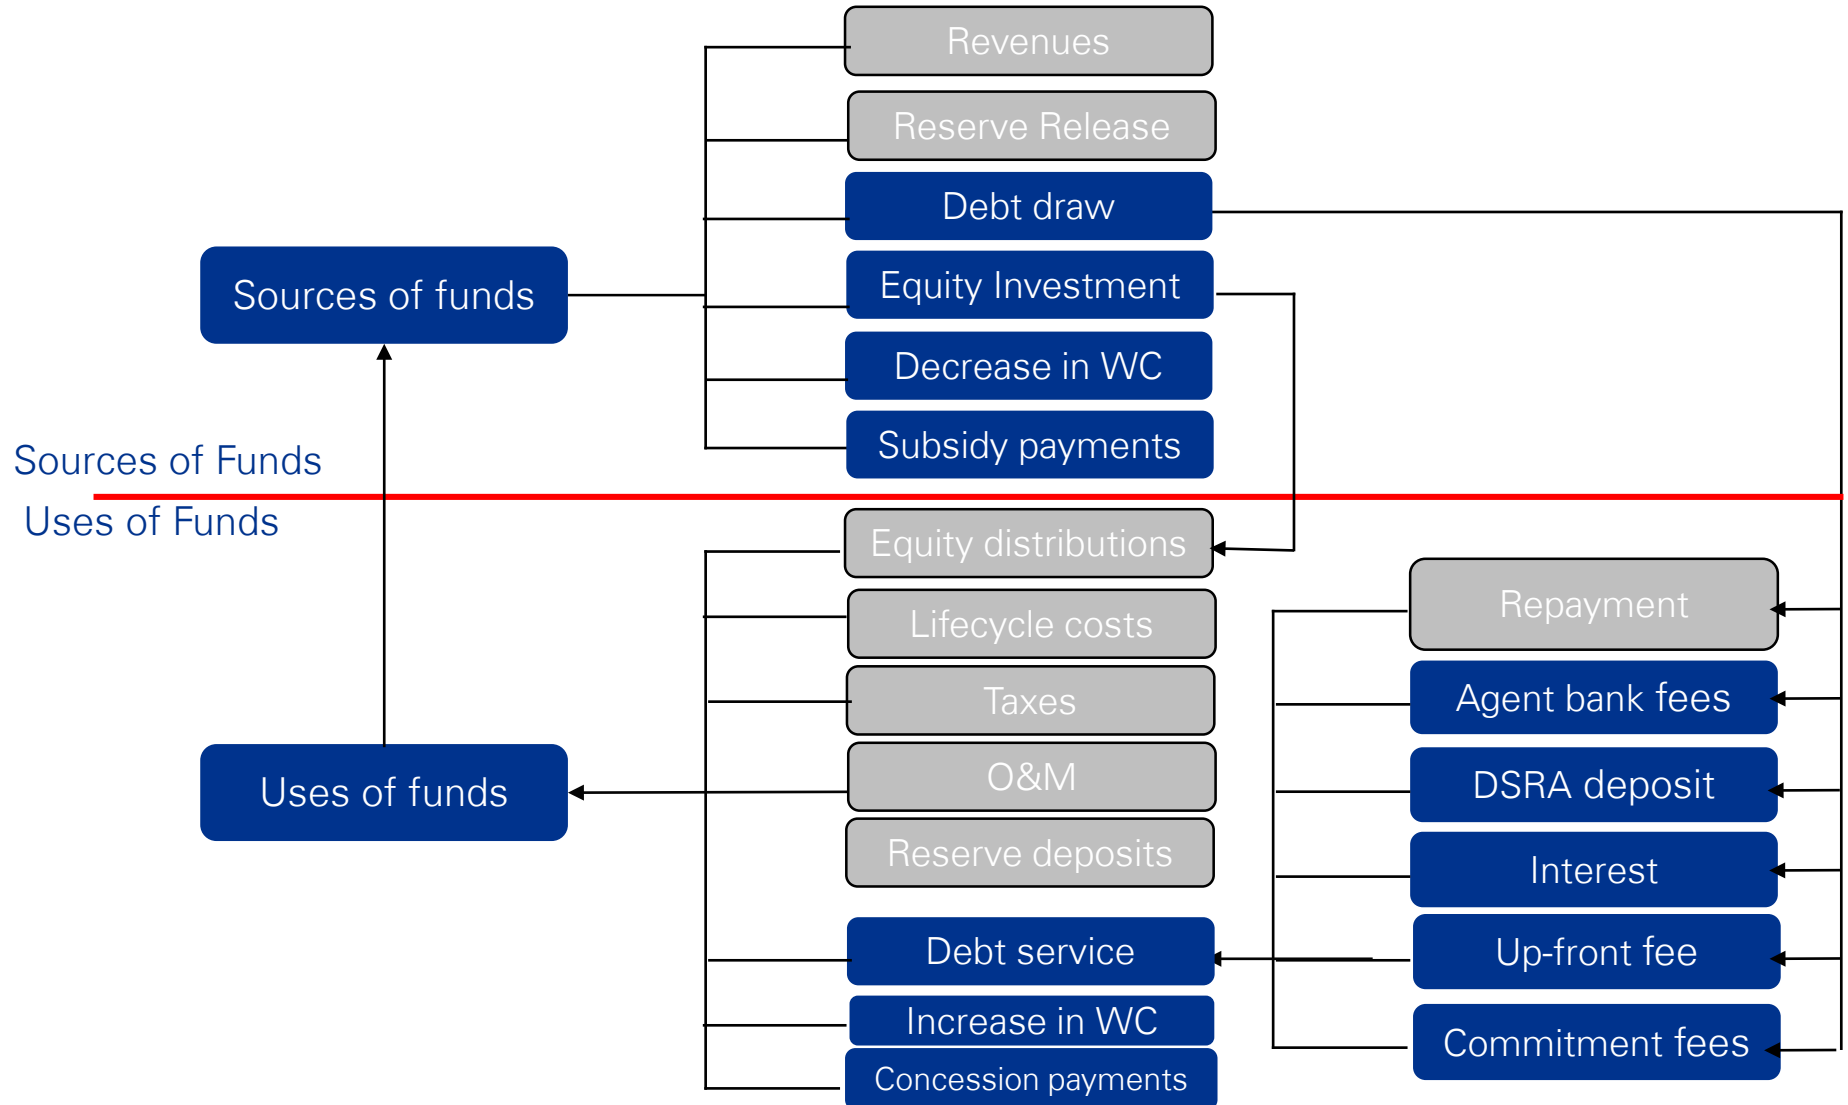 Revenues
Reserve Release
Debt draw
Sources of funds
Equity Investment
Decrease in WC
Subsidy payments
Sources of Funds
Uses of Funds
Equity distributions
Lifecycle costs
Taxes
Uses of funds
O&M
Reserve deposits
Debt service
Increase in WC
Concession payments
Repayment
Agent bank fees
DSRA deposit
Interest
Up-front fee
Commitment fees